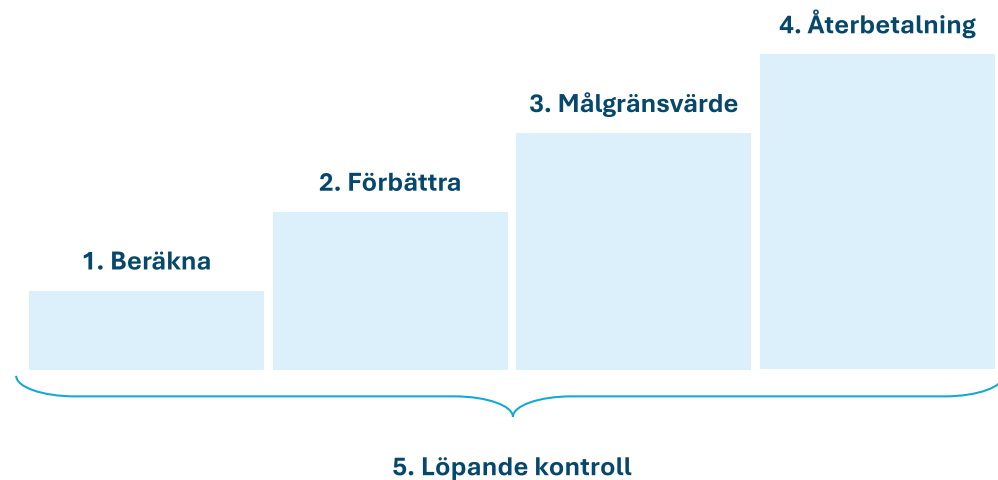 4. Återbetalning
3. Målgränsvärde
2. Förbättra
1. Beräkna
5. Löpande kontroll